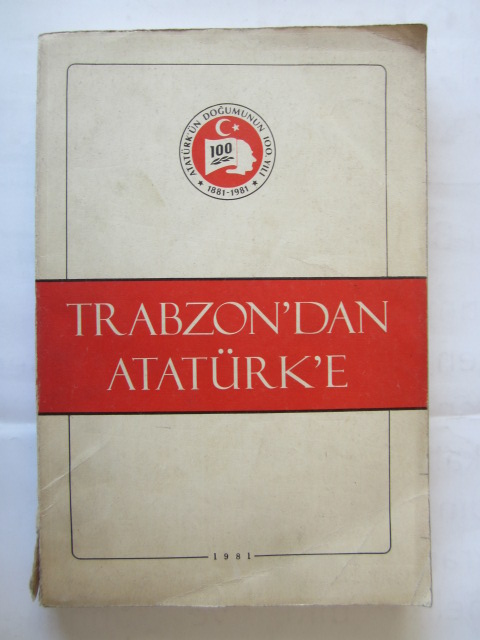 ATATÜRK'ÜN DOĞUMUNUN 100. YILI
100
★ 1881-1981 ★
TRABZON'DAN
ATATÜRK'E
1981